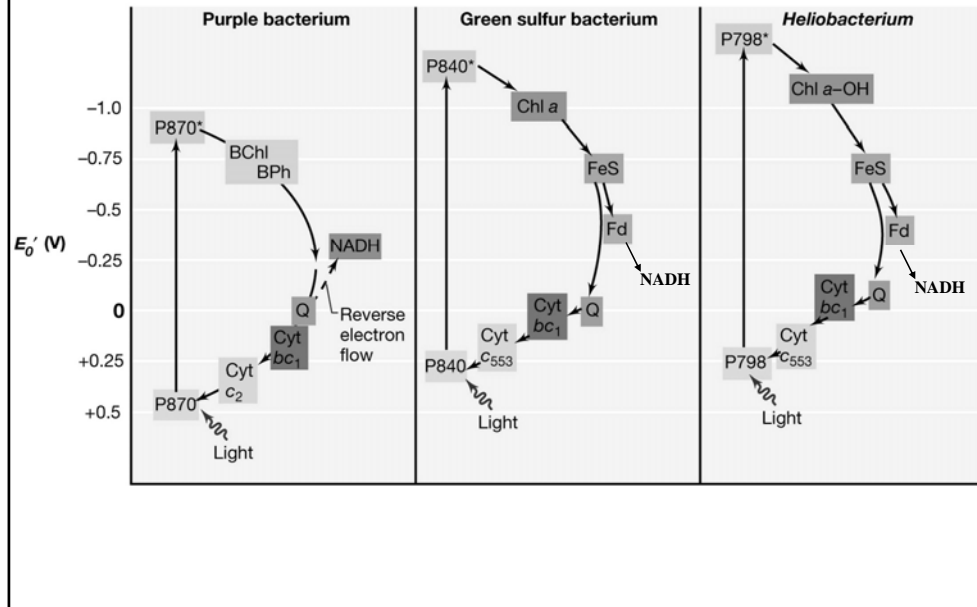 Purple bacterium
Green sulfur bacterium
Heliobacterium
E₀′ (V)
–1.0
–0.75
–0.5
–0.25
0
+0.25
+0.5
P870*
BChl
BPh
NADH
Q
Reverse
electron
flow
Cyt
bc₁
Cyt
c₂
P870
Light
P840*
Chl a
FeS
Fd
NADH
Q
Cyt
bc₁
Cyt
c₅₅₃
P840
Light
P798*
Chl a–OH
FeS
Fd
NADH
Q
Cyt
bc₁
Cyt
c₅₅₃
P798
Light